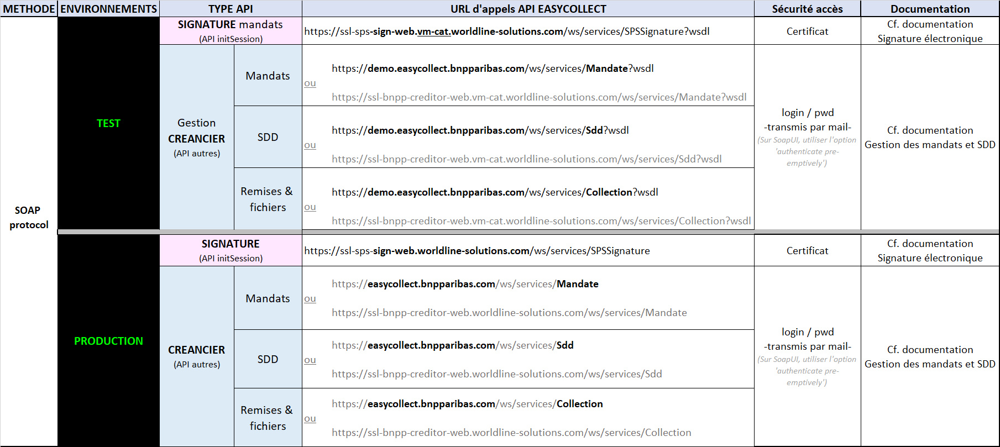 METHODE ENVIRONNEMENTS TYPE API URL d'appels API EASYCOLLECT Sécurité accès Documentation
SOAP
protocol
TEST
SIGNATURE mandats
(API initSession)
https://ssl-sps-sign-web.vm-cat.worldline-solutions.com/ws/services/SPSSignature?wsdl
Certificat
Cf. documentation
Signature électronique
Gestion
CREANCIER
(API autres)
Mandats
https://demo.easycollect.bnpparibas.com/ws/services/Mandate?wsdl
ou
https://ssl-bnpp-creditor-web.vm-cat.worldline-solutions.com/ws/services/Mandate?wsdl
SDD
https://demo.easycollect.bnpparibas.com/ws/services/Sdd?wsdl
ou
https://ssl-bnpp-creditor-web.vm-cat.worldline-solutions.com/ws/services/Sdd?wsdl
Remises &
fichiers
https://demo.easycollect.bnpparibas.com/ws/services/Collection?wsdl
ou
https://ssl-bnpp-creditor-web.vm-cat.worldline-solutions.com/ws/services/Collection?wsdl
login / pwd
-transmis par mail-
(Sur SoapUI, utiliser l'option
'authenticate pre-
emptively')
Cf. documentation
Gestion des mandats et SDD
PRODUCTION
SIGNATURE
(API initSession)
https://ssl-sps-sign-web.worldline-solutions.com/ws/services/SPSSignature
Certificat
Cf. documentation
Signature électronique
CREANCIER
(API autres)
Mandats
https://easycollect.bnpparibas.com/ws/services/Mandate
ou
https://ssl-bnpp-creditor-web.worldline-solutions.com/ws/services/Mandate
SDD
https://easycollect.bnpparibas.com/ws/services/Sdd
ou
https://ssl-bnpp-creditor-web.worldline-solutions.com/ws/services/Sdd
Remises &
fichiers
https://easycollect.bnpparibas.com/ws/services/Collection
ou
https://ssl-bnpp-creditor-web.worldline-solutions.com/ws/services/Collection
login / pwd
-transmis par mail-
(Sur SoapUI, utiliser l'option
'authenticate pre-
emptively')
Cf. documentation
Gestion des mandats et SDD